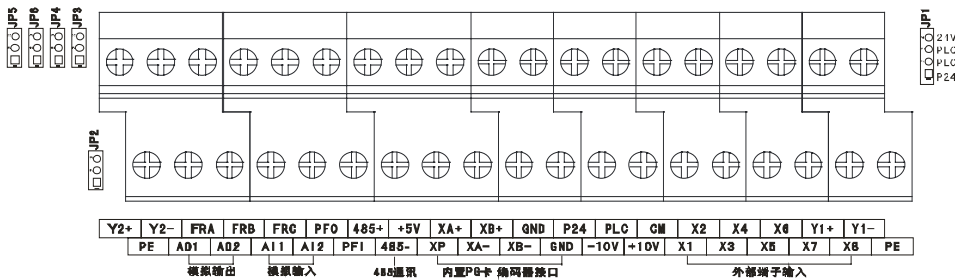 JP5
JP6
JP4
JP3
JP1
24V
PLC
PLC
P24
JP2
Y2+ Y2- FRA FRB FRC PFO 485+ +5V XA+ XB+ GND P24 PLC CM X2 X4 X6 Y1+ Y1-
PE AO1 AO2 AI1 AI2 PFI 485- XP XA- XB- GND -10V +10V X1 X3 X5 X7 X8 PE
模拟输出 模拟输入 485通讯 内置PG卡 编码器接口 外部端子输入